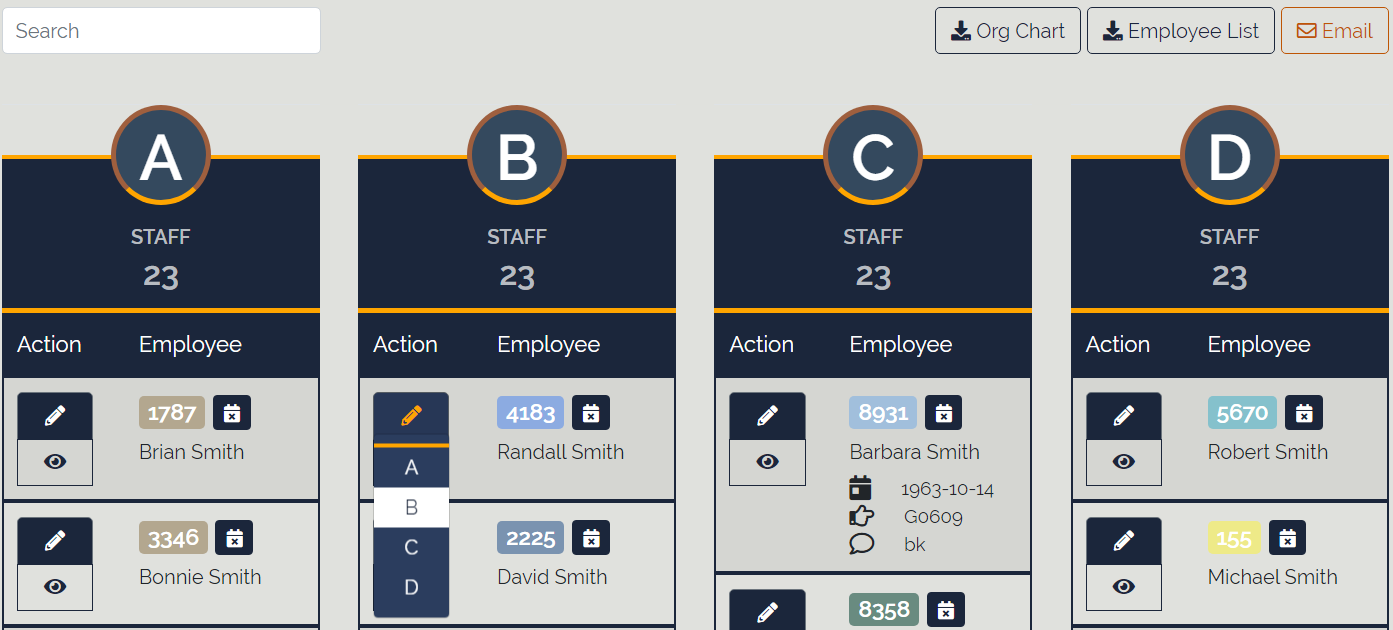 Search
Org Chart
Employee List
Email
A
STAFF
23
Action Employee
1787
Brian Smith
3346
Bonnie Smith
B
STAFF
23
Action Employee
4183
Randall Smith
A
B
C
D
2225
David Smith
C
STAFF
23
Action Employee
8931
Barbara Smith
1963-10-14
G0609
bk
8358
D
STAFF
23
Action Employee
5670
Robert Smith
155
Michael Smith